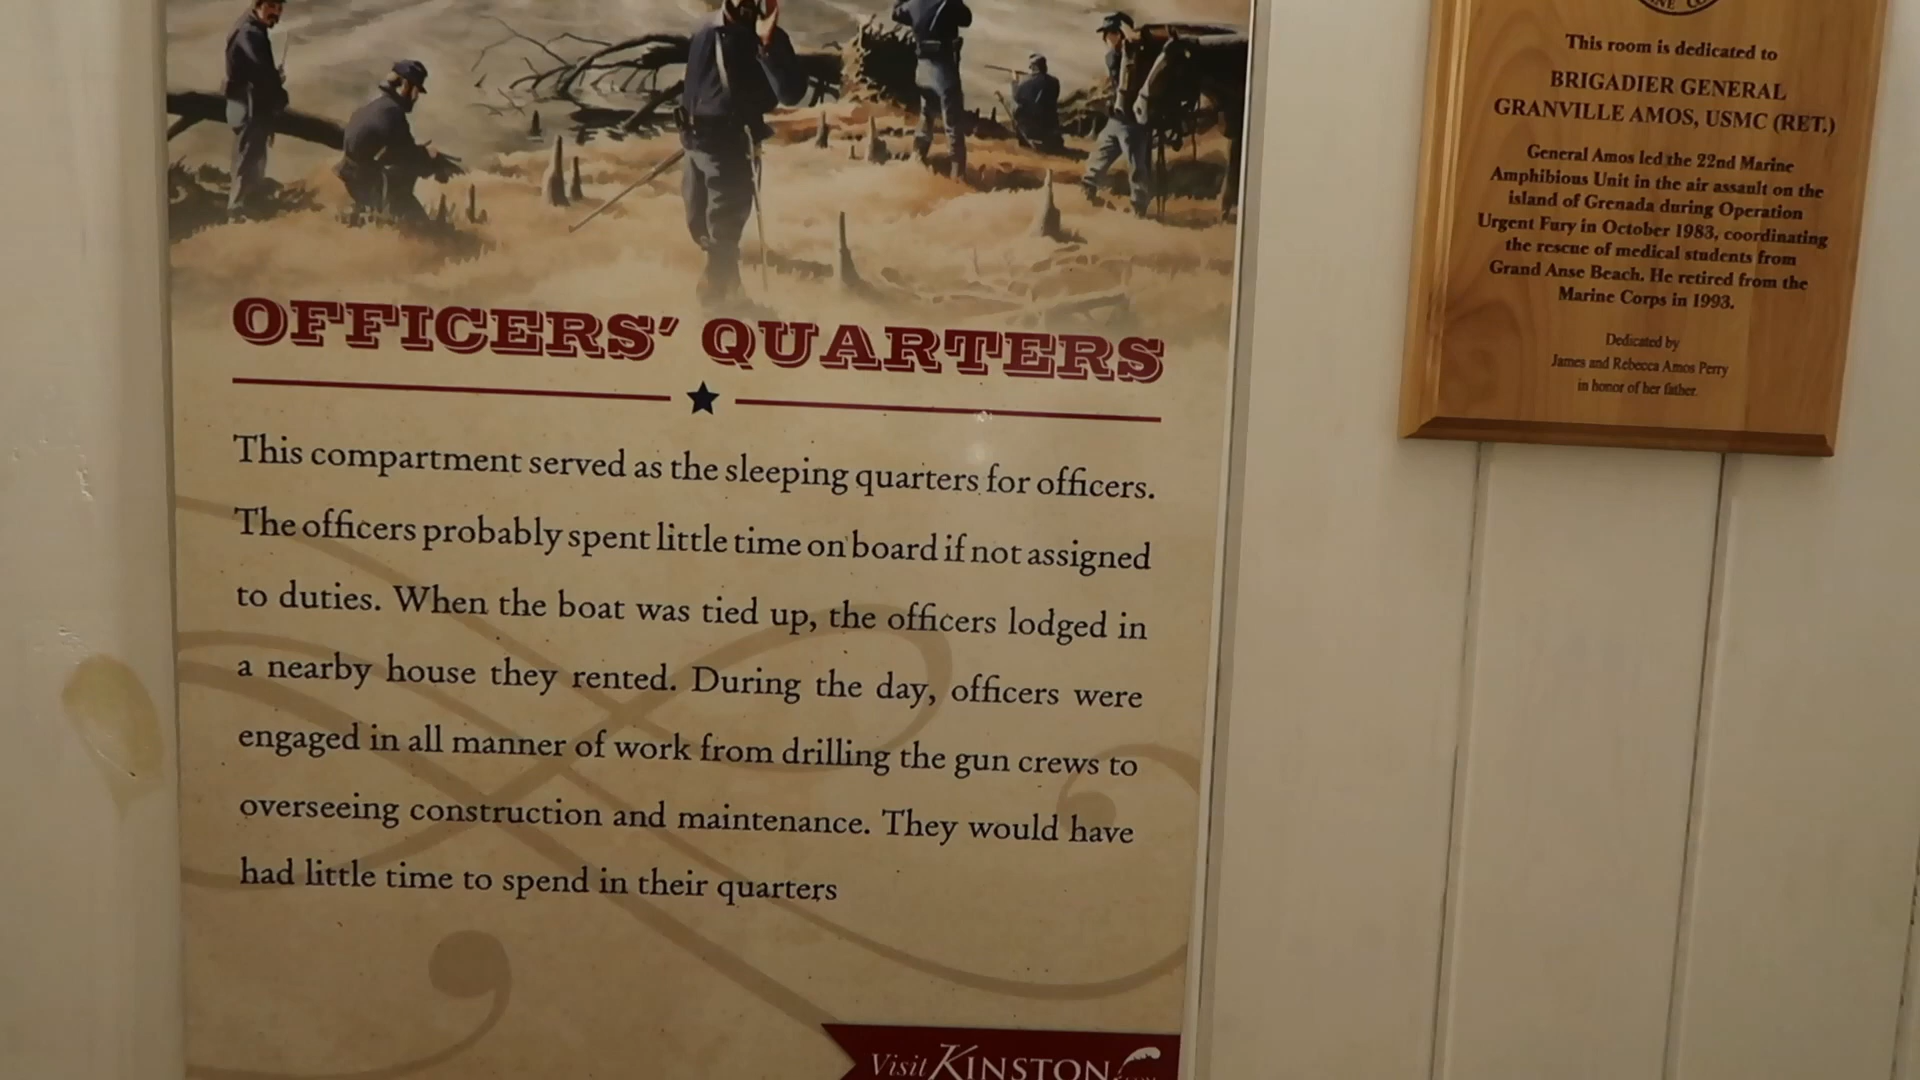 OFFICERS' QUARTERS
This compartment served as the sleeping quarters for officers.
The officers probably spent little time on board if not assigned
to duties. When the boat was tied up, the officers lodged in
a nearby house they rented. During the day, officers were
engaged in all manner of work from drilling the gun crews to
overseeing construction and maintenance. They would have
had little time to spend in their quarters
Visit KINSTON
This room is dedicated to
BRIGADIER GENERAL
GRANVILLE AMOS, USMC (RET.)
General Amos led the 22nd Marine
Amphibious Unit in the air assault on the
island of Grenada during Operation
Urgent Fury in October 1983, coordinating
the rescue of medical students from
Grand Anse Beach. He retired from the
Marine Corps in 1993.
Dedicated by
James and Rebecca Amos Perry
in honor of her father.